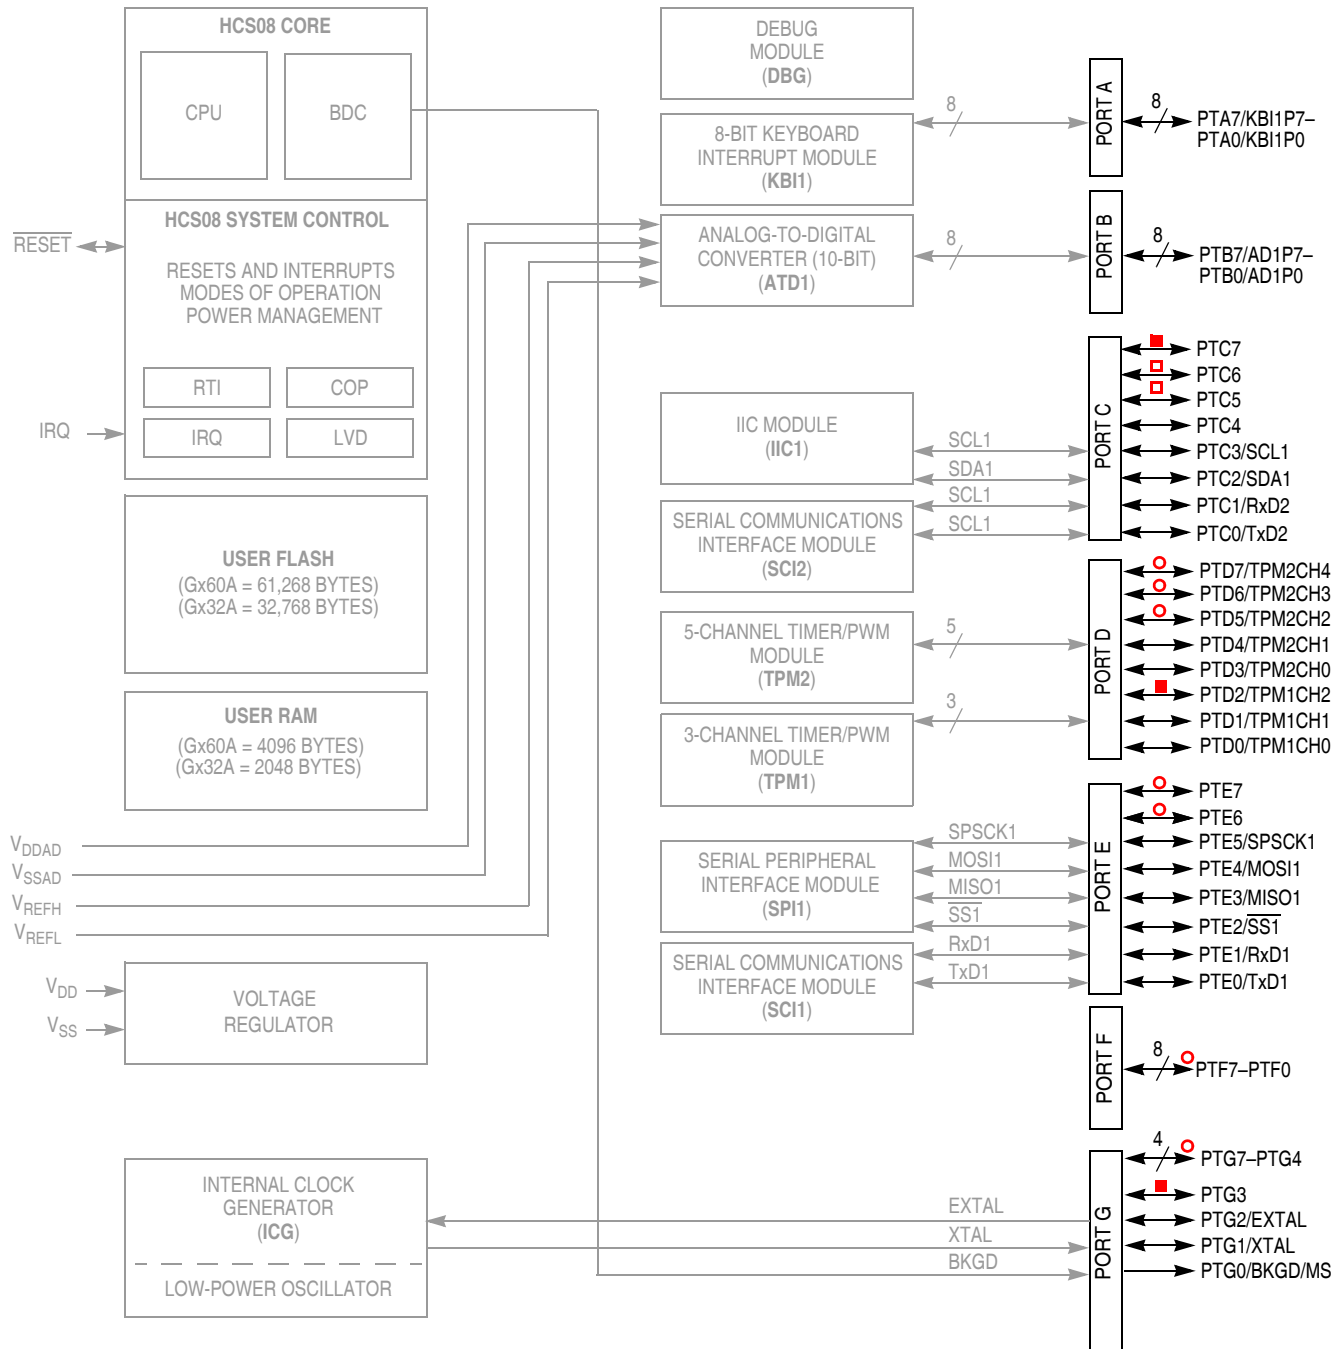 HCS08 CORE
CPU
BDC
HCS08 SYSTEM CONTROL
RESETS AND INTERRUPTS
MODES OF OPERATION
POWER MANAGEMENT
RTI
COP
IRQ
LVD
RESET
IRQ
USER FLASH
(Gx60A = 61,268 BYTES)
(Gx32A = 32,768 BYTES)
USER RAM
(Gx60A = 4096 BYTES)
(Gx32A = 2048 BYTES)
VDDAD
VSSAD
VREFH
VREFL
VDD
VSS
VOLTAGE
REGULATOR
INTERNAL CLOCK
GENERATOR
(ICG)
LOW-POWER OSCILLATOR
DEBUG
MODULE
(DBG)
8-BIT KEYBOARD
INTERRUPT MODULE
(KBI1)
8
ANALOG-TO-DIGITAL
CONVERTER (10-BIT)
(ATD1)
8
IIC MODULE
(IIC1)
SCL1
SDA1
SERIAL COMMUNICATIONS
INTERFACE MODULE
(SCI2)
SCL1
SCL1
5-CHANNEL TIMER/PWM
MODULE
(TPM2)
5
3-CHANNEL TIMER/PWM
MODULE
(TPM1)
3
SERIAL PERIPHERAL
INTERFACE MODULE
(SPI1)
SPSCK1
MOSI1
MISO1
SS1
SERIAL COMMUNICATIONS
INTERFACE MODULE
(SCI1)
RxD1
TxD1
EXTAL
XTAL
BKGD
PORT A
8
PTA7/KBI1P7–
PTA0/KBI1P0
PORT B
8
PTB7/AD1P7–
PTB0/AD1P0
PORT C
PTC7
PTC6
PTC5
PTC4
PTC3/SCL1
PTC2/SDA1
PTC1/RxD2
PTC0/TxD2
PORT D
PTD7/TPM2CH4
PTD6/TPM2CH3
PTD5/TPM2CH2
PTD4/TPM2CH1
PTD3/TPM2CH0
PTD2/TPM1CH2
PTD1/TPM1CH1
PTD0/TPM1CH0
PORT E
PTE7
PTE6
PTE5/SPSCK1
PTE4/MOSI1
PTE3/MISO1
PTE2/SS1
PTE1/RxD1
PTE0/TxD1
PORT F
8
PTF7–PTF0
PORT G
4
PTG7–PTG4
PTG3
PTG2/EXTAL
PTG1/XTAL
PTG0/BKGD/MS